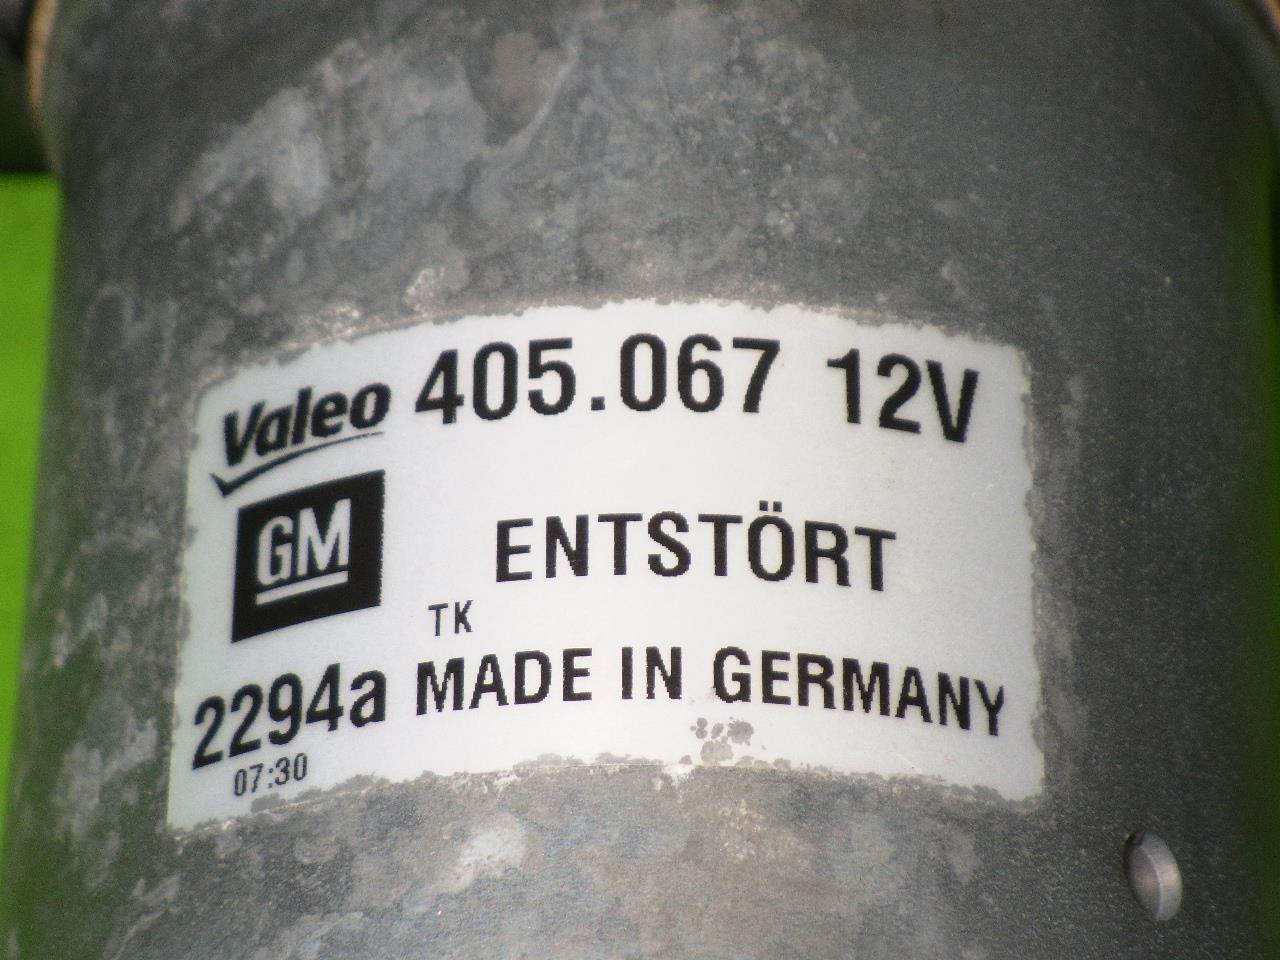 Valeo 405.067 12V
GM ENTSTÖRT
TK
2294a MADE IN GERMANY
07:30